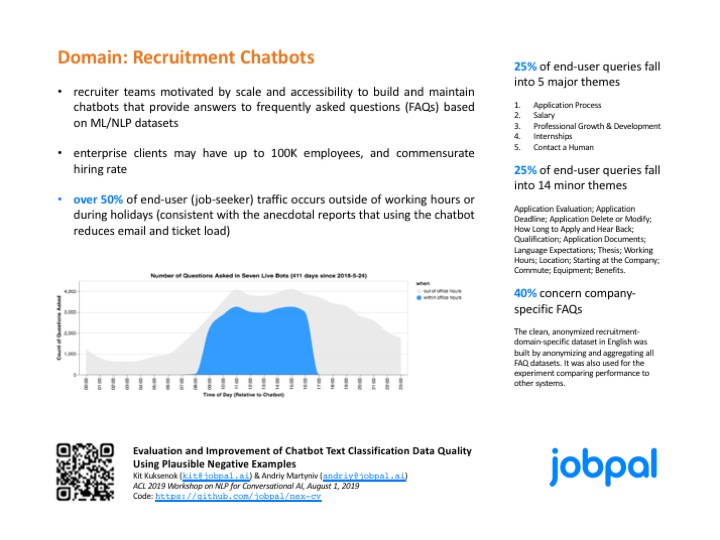 Domain: Recruitment Chatbots
• recruiter teams motivated by scale and accessibility to build and maintain
chatbots that provide answers to frequently asked questions (FAQs) based
on ML/NLP datasets
• enterprise clients may have up to 100K employees, and commensurate
hiring rate
• over 50% of end-user (job-seeker) traffic occurs outside of working hours or
during holidays (consistent with the anecdotal reports that using the chatbot
reduces email and ticket load)
Number of Questions Asked in Seven Live Bots (411 days since 2018-5-24)
Count of Questions Asked
4,000
3,000
2,000
1,000
0
00:00 01:00 02:00 03:00 04:00 05:00 06:00 07:00 08:00 09:00 10:00 11:00 12:00 13:00 14:00 15:00 16:00 17:00 18:00 19:00 20:00 21:00 22:00 23:00
Time of Day (Relative to Chatbot)
when
out of office hours
within office hours
25% of end-user queries fall
into 5 major themes
1. Application Process
2. Salary
3. Professional Growth & Development
4. Internships
5. Contact a Human
25% of end-user queries fall
into 14 minor themes
Application Evaluation; Application
Deadline; Application Delete or Modify;
How Long to Apply and Hear Back;
Qualification; Application Documents;
Language Expectations; Thesis; Working
Hours; Location; Starting at the Company;
Commute; Equipment; Benefits.
40% concern company-
specific FAQs
The clean, anonymized recruitment-
domain-specific dataset in English was
built by anonymizing and aggregating all
FAQ datasets. It was also used for the
experiment comparing performance to
other systems.
Evaluation and Improvement of Chatbot Text Classification Data Quality
Using Plausible Negative Examples
Kit Kuksenok (kit@jobpal.ai) & Andriy Martyniv (andriy@jobpal.ai)
ACL 2019 Workshop on NLP for Conversational AI, August 1, 2019
Code: https://github.com/jobpal/nex-cv
jobpal